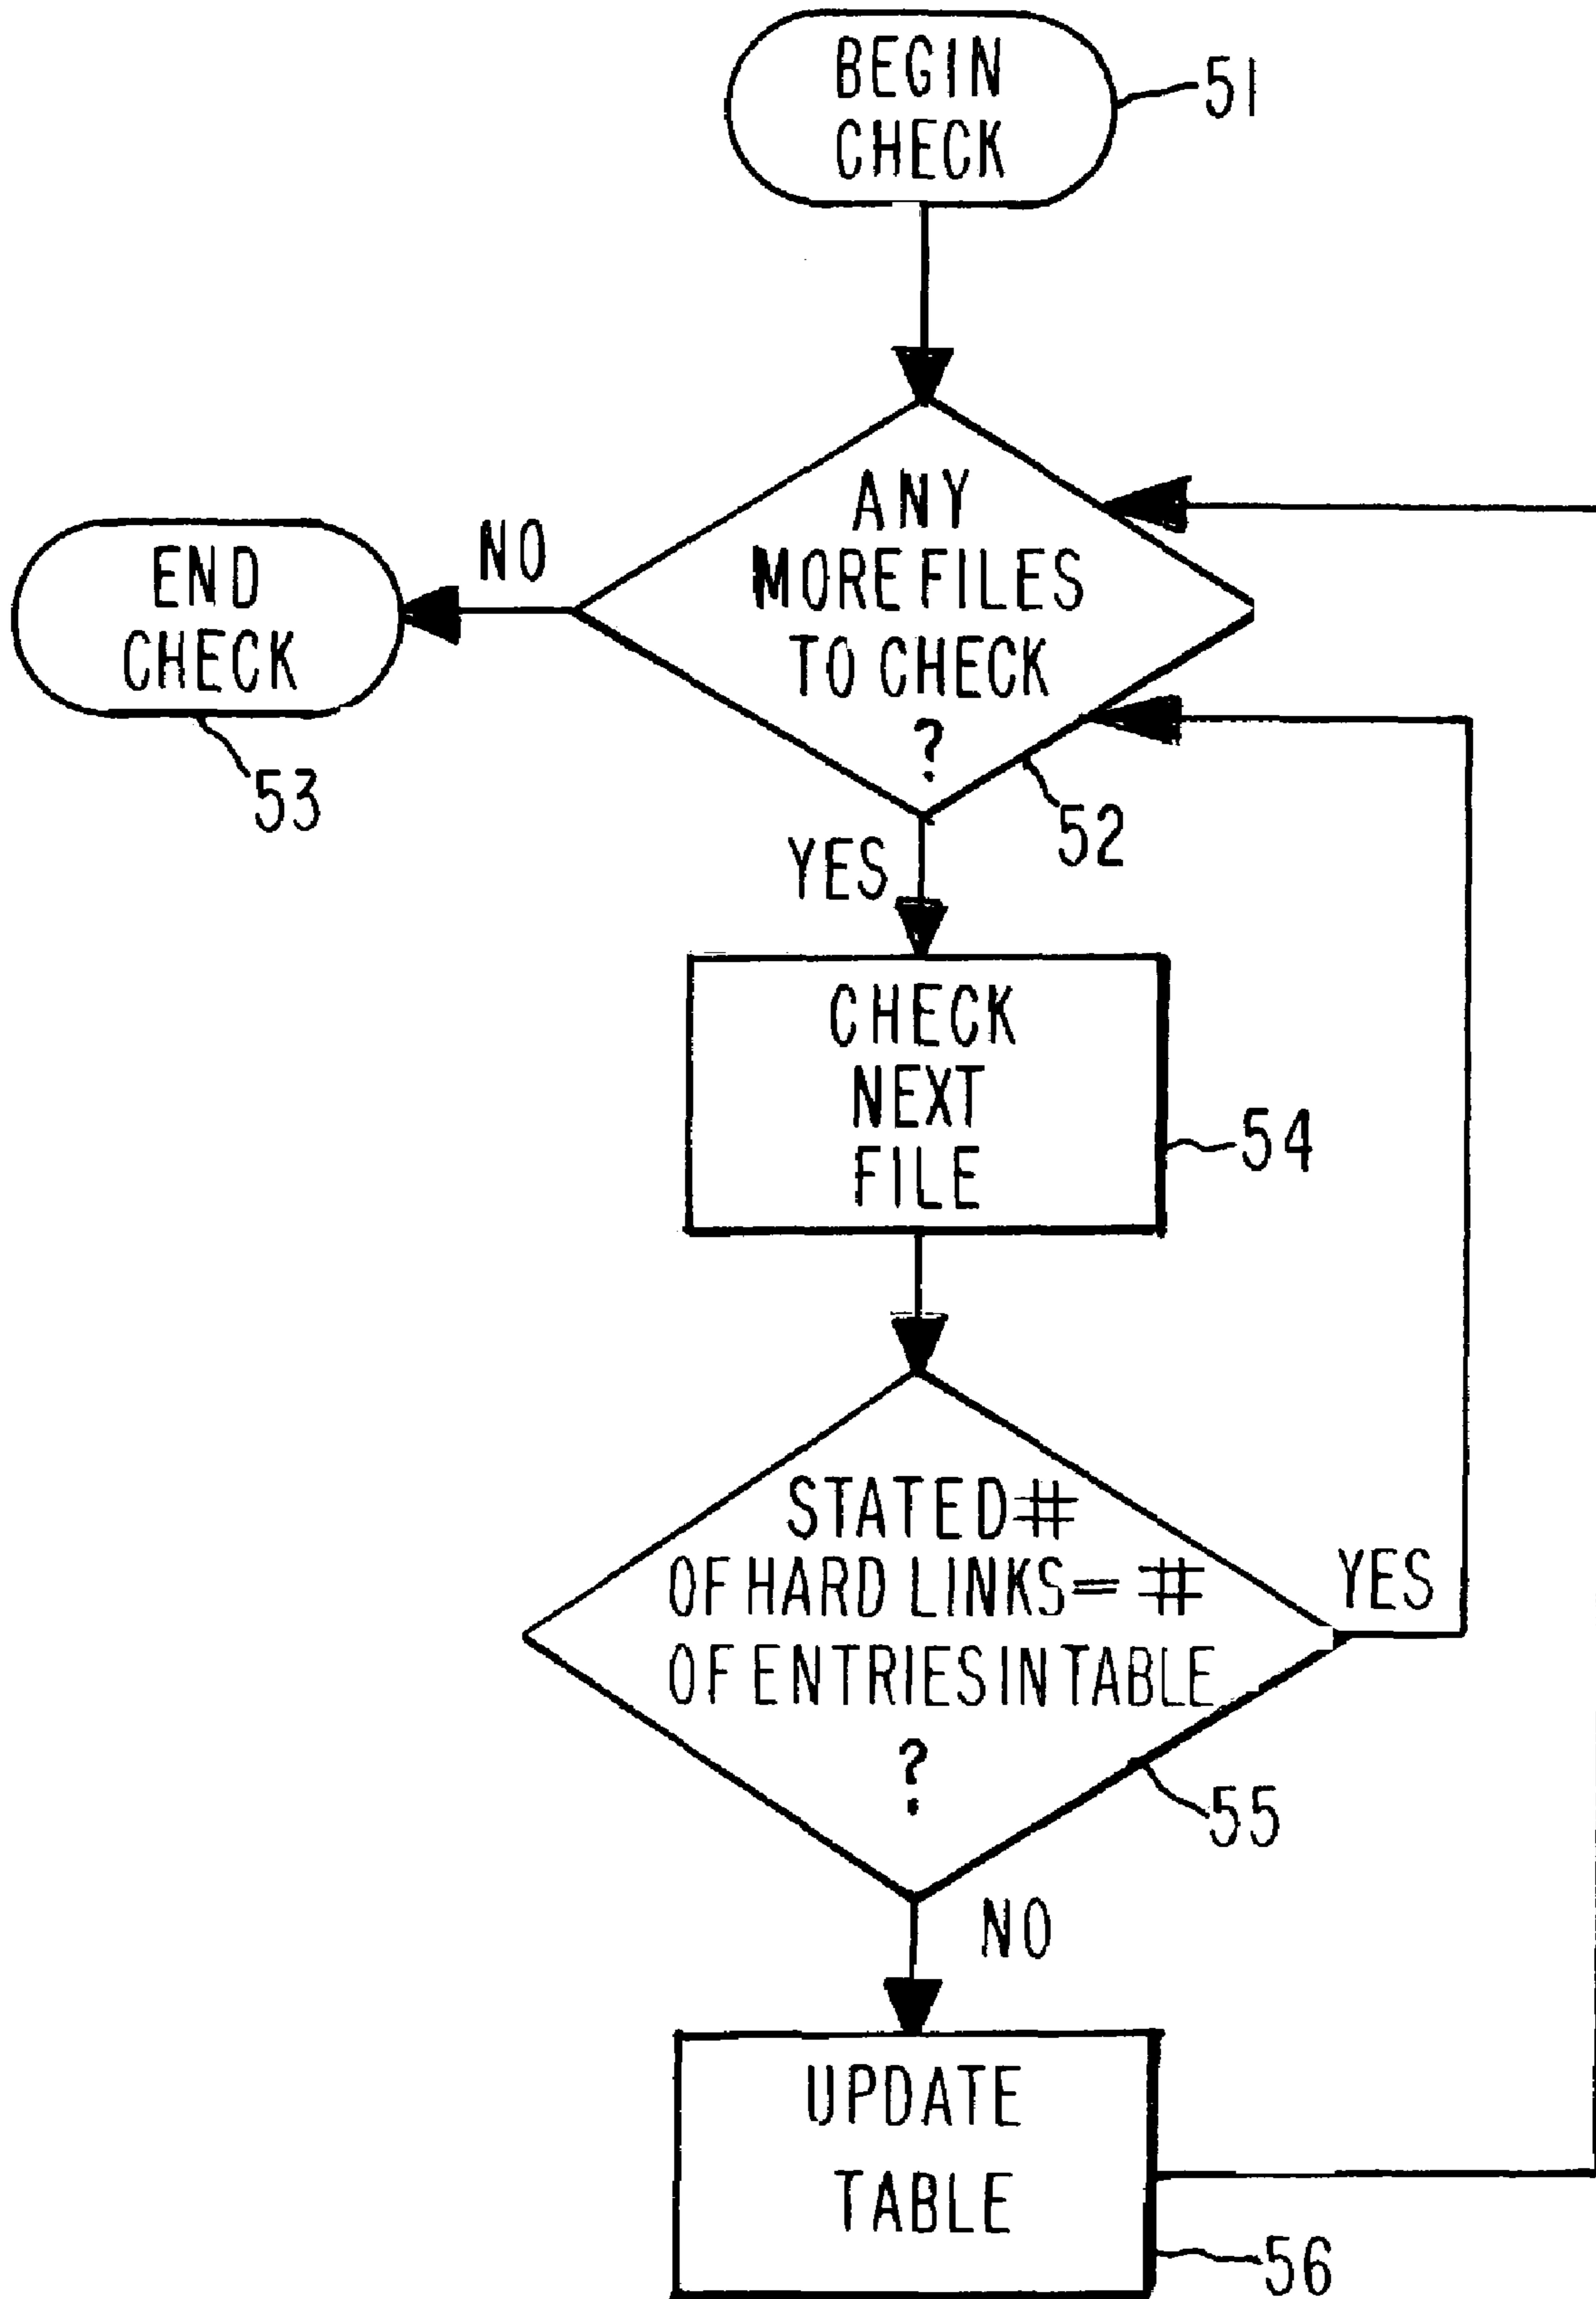 BEGIN
CHECK
51
ANY
MORE FILES
TO CHECK
?
52
NO
END
CHECK
53
YES
CHECK
NEXT
FILE
54
STATED #
OF HARD LINKS = #
OF ENTRIES IN TABLE
?
YES
55
NO
UPDATE
TABLE
56